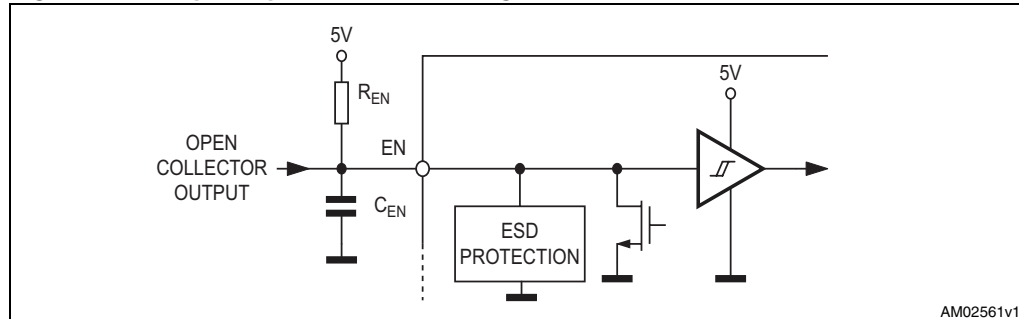 5V
R_EN
5V
OPEN
COLLECTOR
OUTPUT
EN
C_EN
ESD
PROTECTION
AM02561v1